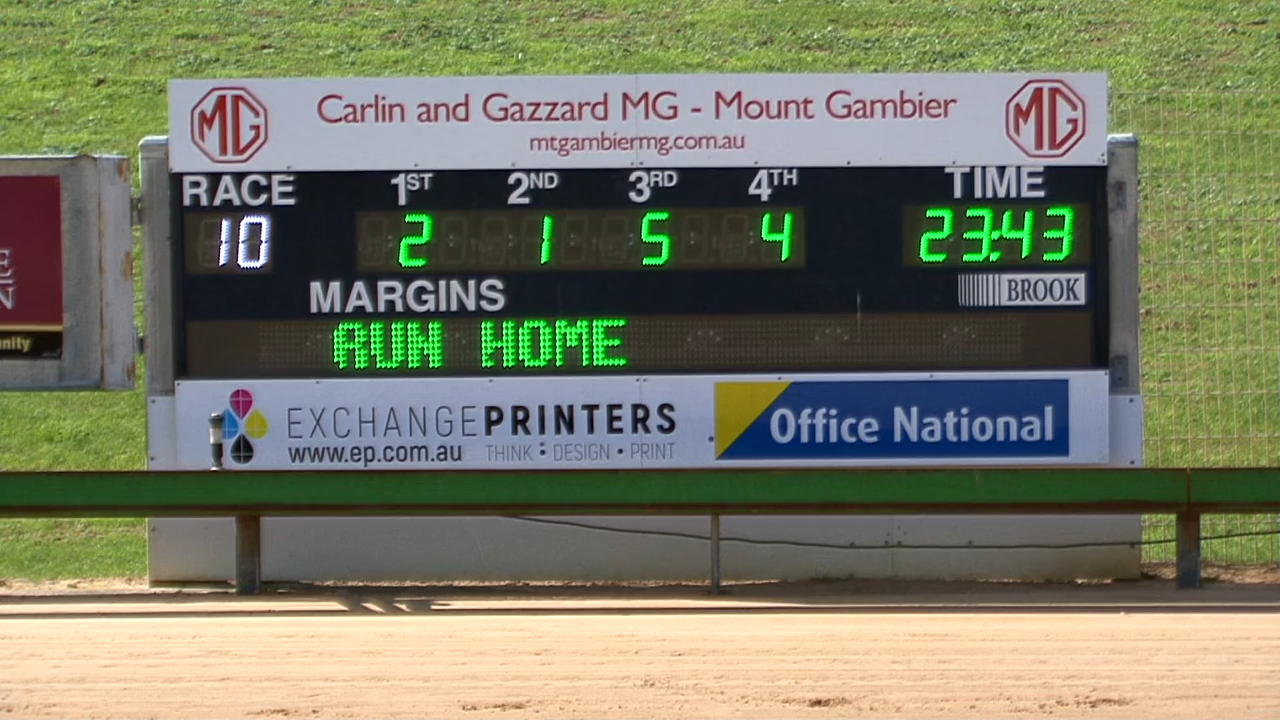 MG Carlin and Gazzard MG - Mount Gambier MG
mtgambiermg.com.au
RACE 1ST 2ND 3RD 4TH TIME
10 2 1 5 4 23:43
BROOK
MARGINS
RUN HOME
EXCHANGEPRINTERS
www.ep.com.au THINK : DESIGN • PRINT
Office National
E
N
nity